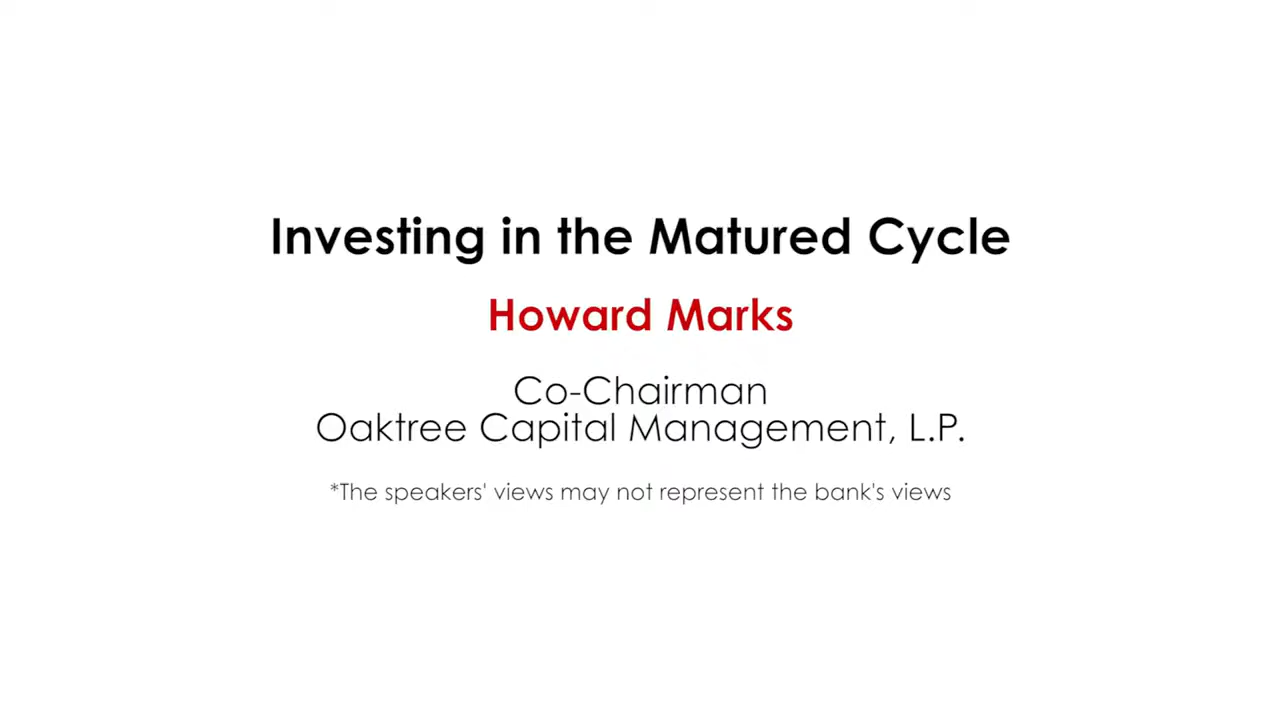 Investing in the Matured Cycle
Howard Marks
Co-Chairman
Oaktree Capital Management, L.P.
*The speakers' views may not represent the bank's views